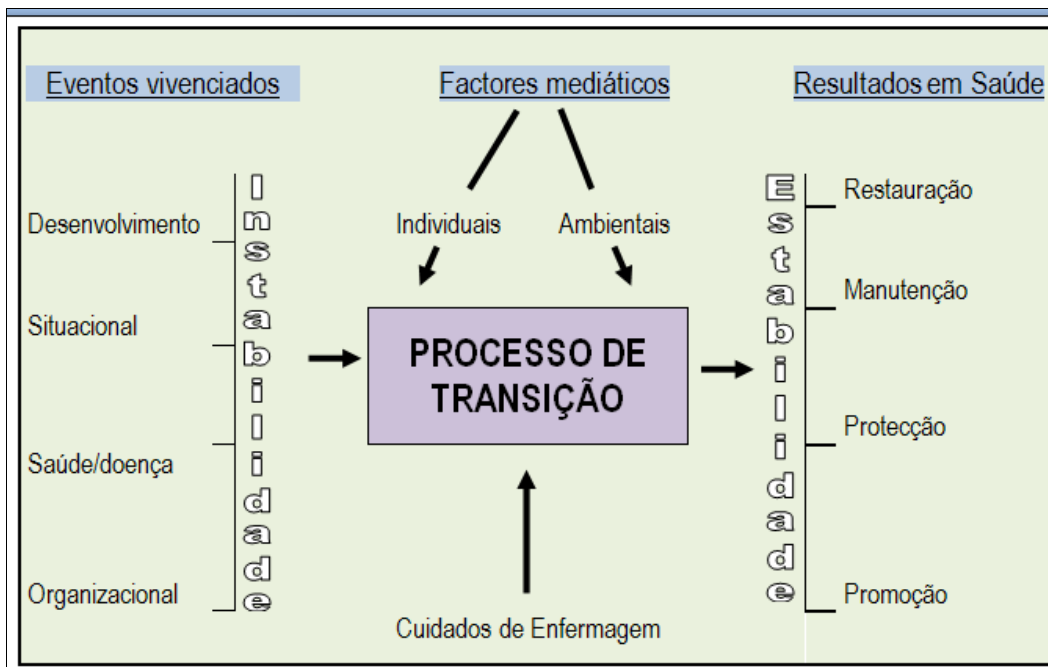 Eventos vivenciados
Factores mediáticos
Resultados em Saúde
Desenvolvimento
Situacional
Saúde/doença
Organizacional
Instabilidade
Individuais
Ambientais
PROCESSO DE
TRANSIÇÃO
Cuidados de Enfermagem
Estabilidade
Restauração
Manutenção
Protecção
Promoção